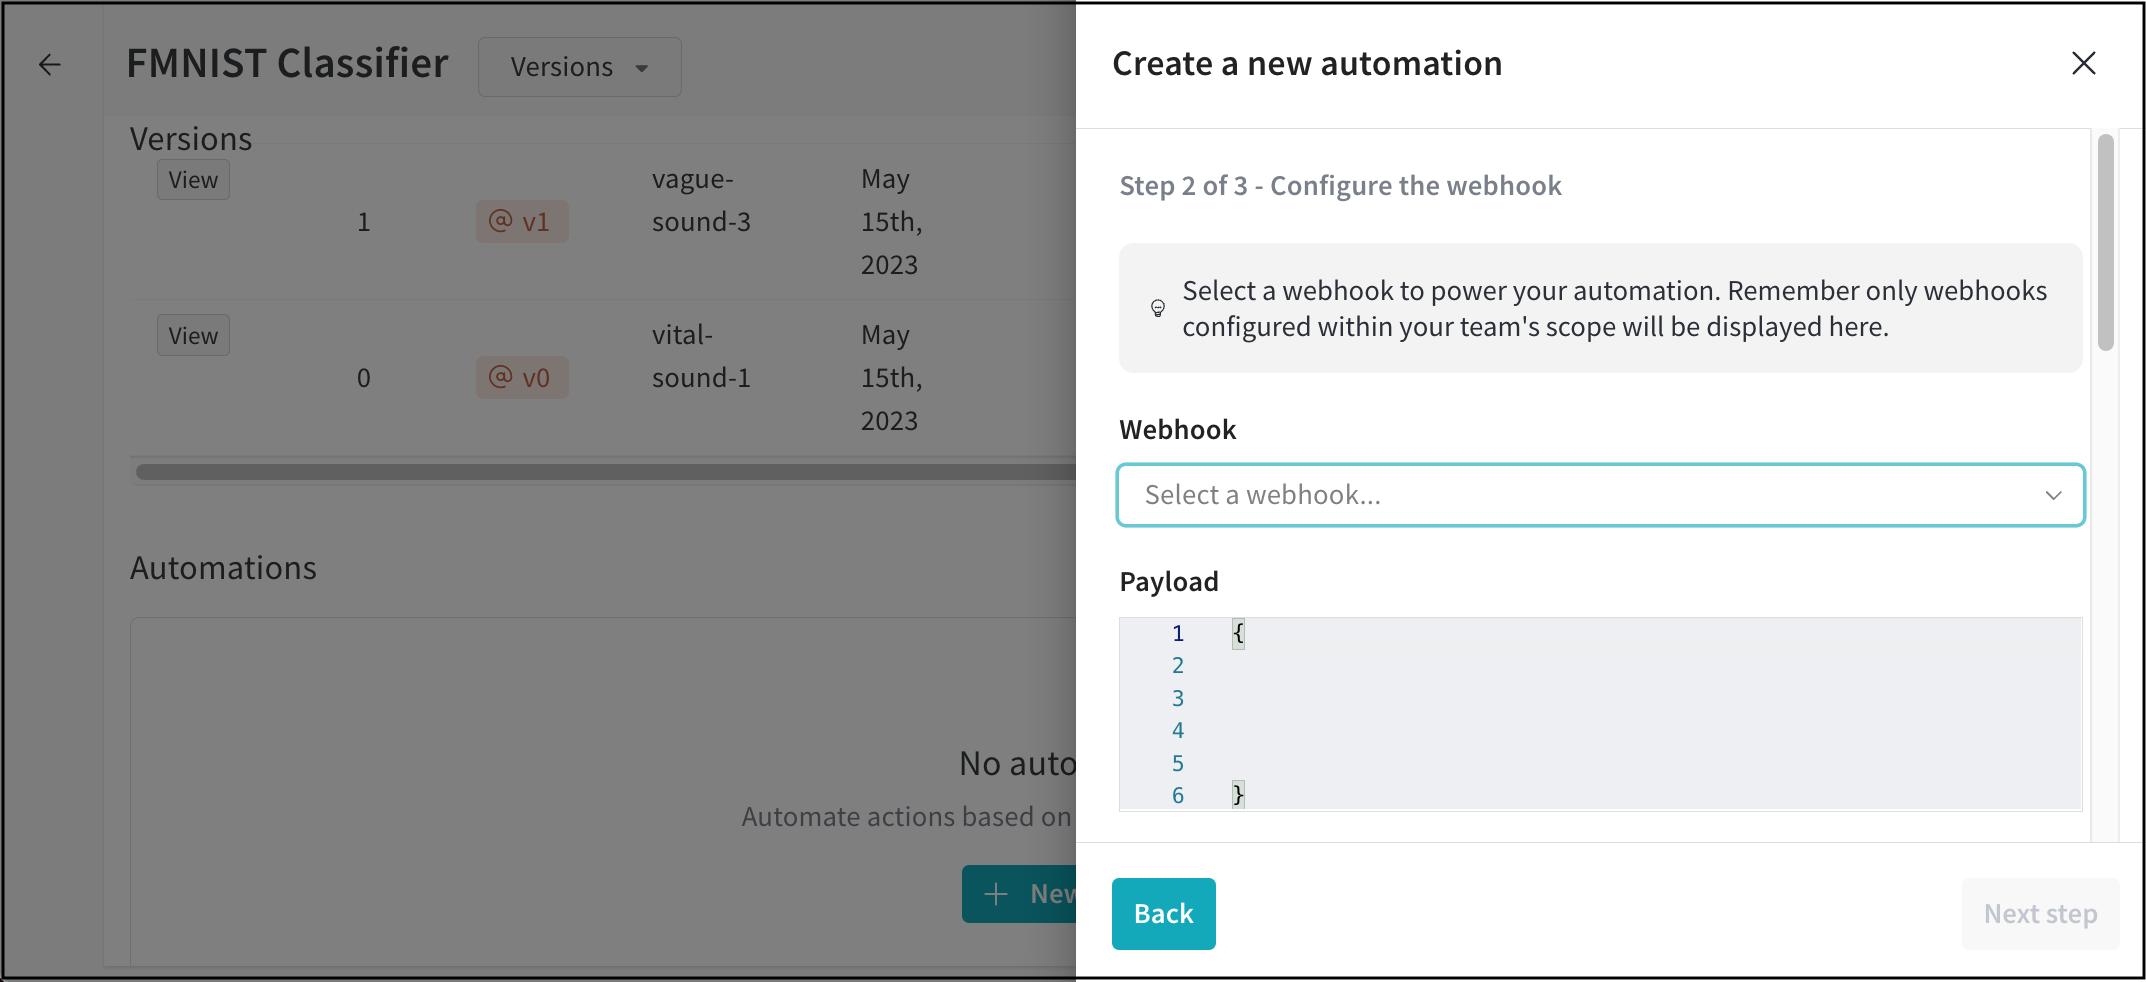 FMNIST Classifier
Versions
Versions
View
1
@ v1
vague-
sound-3
May
15th,
2023
View
0
@ v0
vital-
sound-1
May
15th,
2023
Automations
No auto
Automate actions based on
+ New
Create a new automation
Step 2 of 3 - Configure the webhook
Select a webhook to power your automation. Remember only webhooks
configured within your team's scope will be displayed here.
Webhook
Select a webhook...
Payload
1 {
2
3
4
5
6 }
Back
Next step